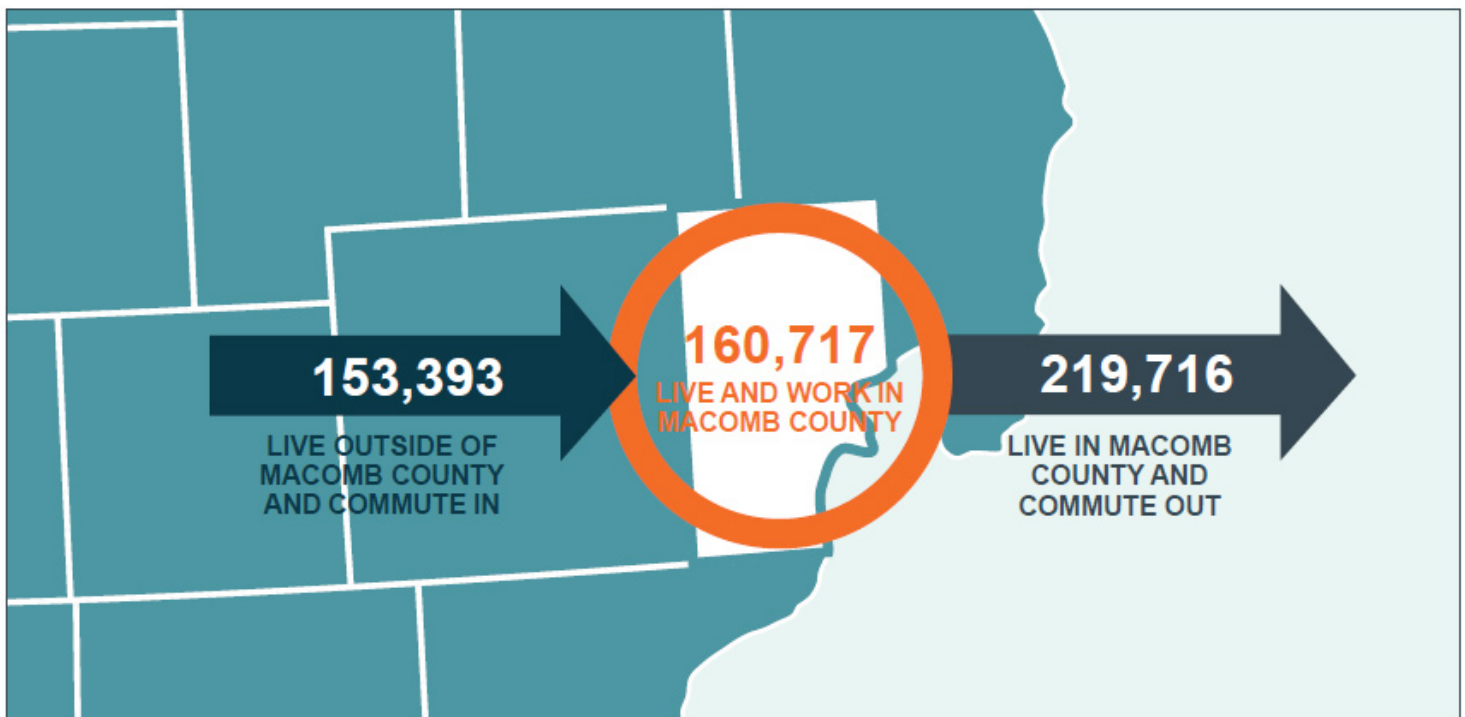 153,393
LIVE OUTSIDE OF
MACOMB COUNTY
AND COMMUTE IN
160,717
LIVE AND WORK IN
MACOMB COUNTY
219,716
LIVE IN MACOMB
COUNTY AND
COMMUTE OUT